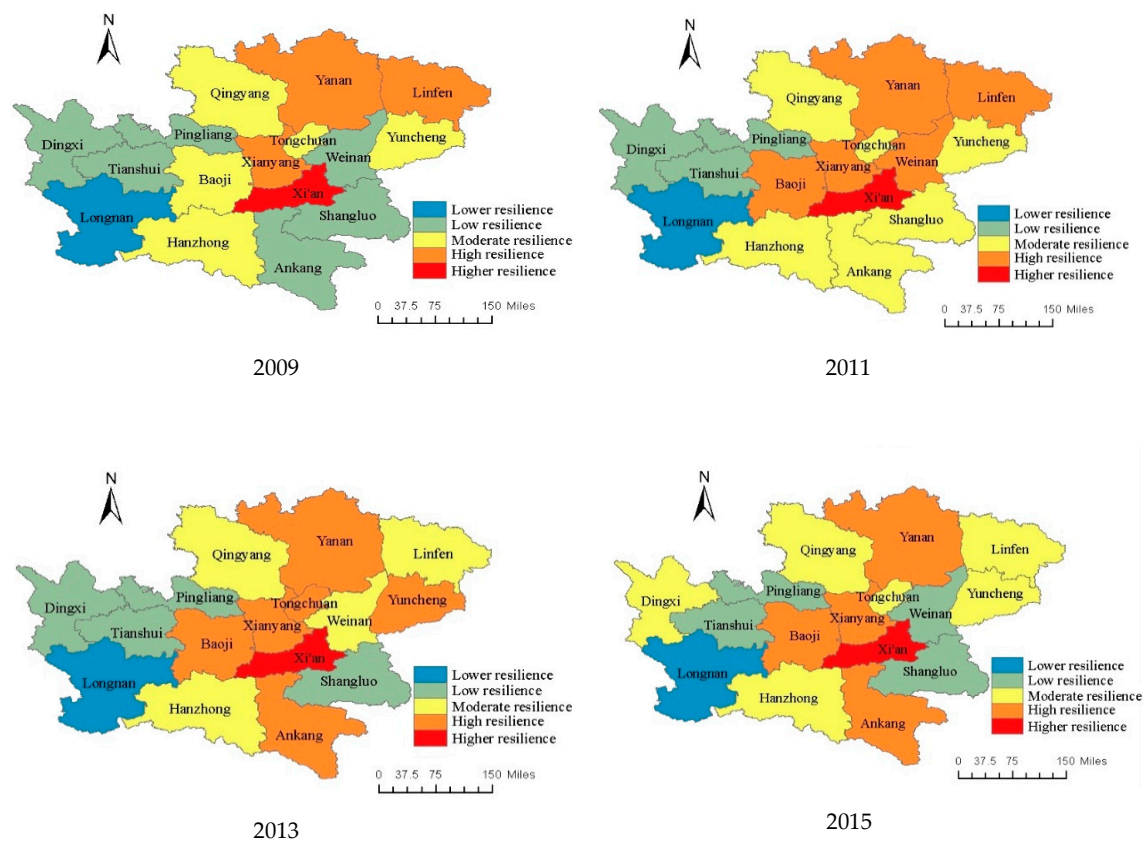 N
Yanan
Qingyang
Linfen
Pingliang
Tongchuan
Yuncheng
Dingxi
Weinan
Tianshui
Xianyang
Baoji
Xi'an
Longnan
Shangluo
Hanzhong
Ankang
Lower resilience
Low resilience
Moderate resilience
High resilience
Higher resilience
0 37.5 75 150 Miles
2009
N
Yanan
Qingyang
Linfen
Pingliang
Tongchuan
Yuncheng
Dingxi
Weinan
Tianshui
Xianyang
Baoji
Xi'an
Longnan
Shangluo
Hanzhong
Ankang
Lower resilience
Low resilience
Moderate resilience
High resilience
Higher resilience
0 37.5 75 150 Miles
2011
N
Yanan
Qingyang
Linfen
Pingliang
Tongchuan
Yuncheng
Dingxi
Weinan
Tianshui
Xianyang
Baoji
Xi'an
Longnan
Shangluo
Hanzhong
Ankang
Lower resilience
Low resilience
Moderate resilience
High resilience
Higher resilience
0 37.5 75 150 Miles
2013
N
Yanan
Qingyang
Linfen
Pingliang
Tongchuan
Yuncheng
Dingxi
Weinan
Tianshui
Xianyang
Baoji
Xi'an
Longnan
Shangluo
Hanzhong
Ankang
Lower resilience
Low resilience
Moderate resilience
High resilience
Higher resilience
0 37.5 75 150 Miles
2015